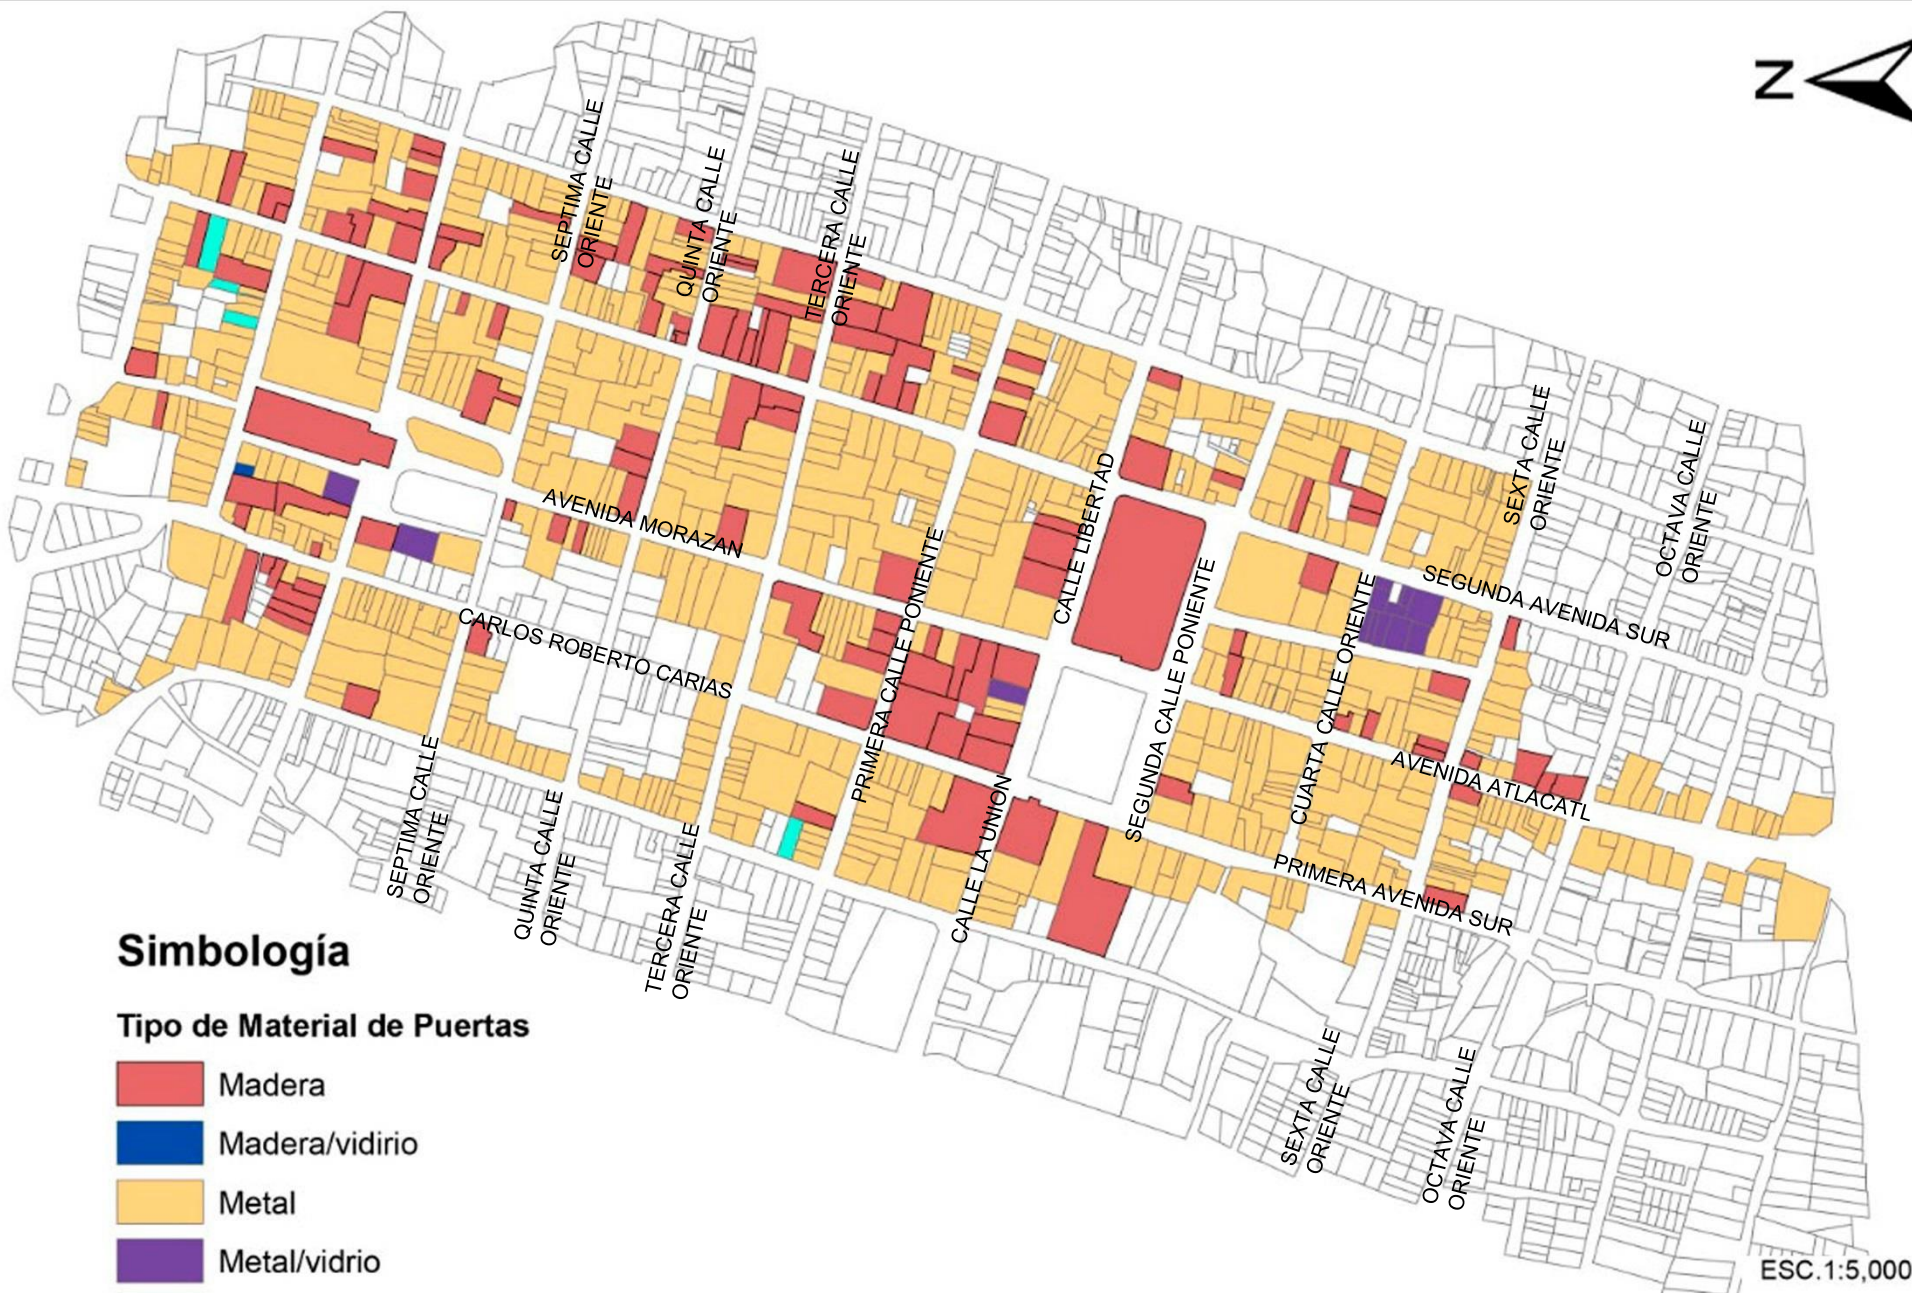 N
SEPTIMA CALLE
ORIENTE
QUINTA CALLE
ORIENTE
TERCERA CALLE
ORIENTE
SEXTA CALLE
ORIENTE
OCTAVA CALLE
ORIENTE
CALLE LIBERTAD
AVENIDA MORAZAN
PRIMERA CALLE PONIENTE
SEGUNDA CALLE PONIENTE
CUARTA CALLE ORIENTE
SEGUNDA AVENIDA SUR
CARLOS ROBERTO CARIAS
AVENIDA ATLACATL
PRIMERA AVENIDA SUR
CALLE LA UNION
SEPTIMA CALLE
ORIENTE
QUINTA CALLE
ORIENTE
TERCERA CALLE
ORIENTE
SEXTA CALLE
ORIENTE
OCTAVA CALLE
ORIENTE
Simbología
Tipo de Material de Puertas
Madera
Madera/vidirio
Metal
Metal/vidrio
ESC.1:5,000